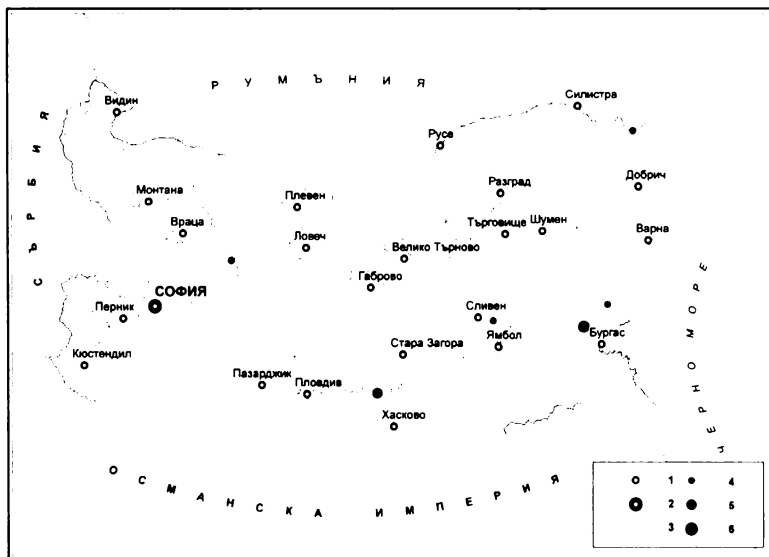 Р У М Ъ Н И Я
Видин
Силистра
Русе
С Ъ Р Б И Я
Монтана
Плевен
Разград
Добрич
Враца
Ловеч
Велико Търново
Търговище
Шумен
Варна
Габрово
СОФИЯ
Перник
Сливен
Ямбол
Бургас
Кюстендил
Стара Загора
Пазарджик
Пловдив
Хасково
Ч Е Р Н О М О Р Е
О С М А Н С К А И М П Е Р И Я
1 4
2 5
3 6